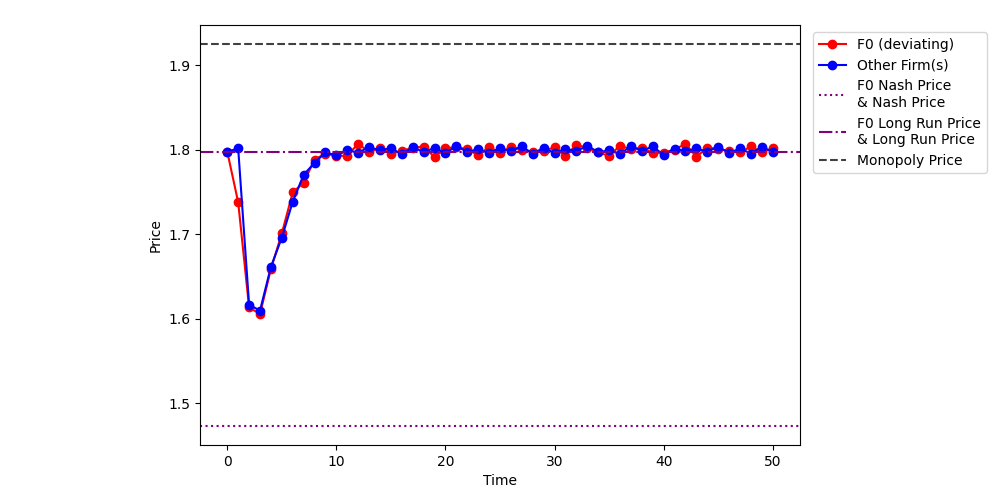 F0 (deviating)
Other Firm(s)
F0 Nash Price
& Nash Price
F0 Long Run Price
& Long Run Price
Monopoly Price
Price
1.9
1.8
1.7
1.6
1.5
0
10
20
30
40
50
Time